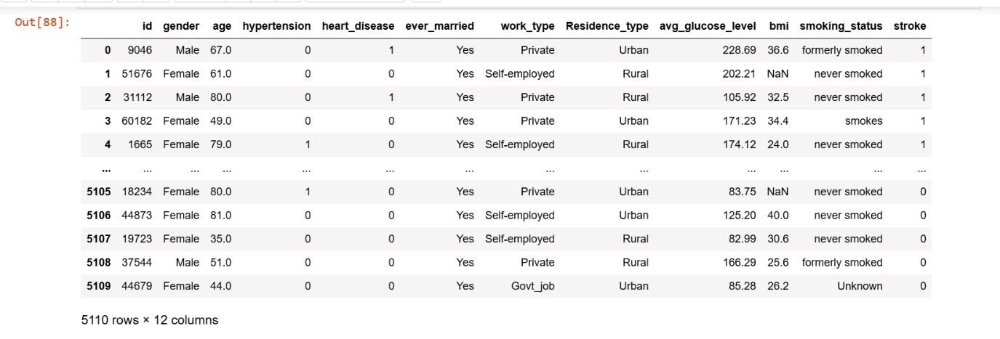 Out[88]:
id gender age hypertension heart_disease ever_married work_type Residence_type avg_glucose_level bmi smoking_status stroke
0 9046 Male 67.0 0 1 Yes Private Urban 228.69 36.6 formerly smoked 1
1 51676 Female 61.0 0 0 Yes Self-employed Rural 202.21 NaN never smoked 1
2 31112 Male 80.0 0 1 Yes Private Rural 105.92 32.5 never smoked 1
3 60182 Female 49.0 0 0 Yes Private Urban 171.23 34.4 smokes 1
4 1665 Female 79.0 1 0 Yes Self-employed Rural 174.12 24.0 never smoked 1
... ... ... ... ... ... ... ... ... ... ... ... ...
5105 18234 Female 80.0 1 0 Yes Private Urban 83.75 NaN never smoked 0
5106 44873 Female 81.0 0 0 Yes Self-employed Urban 125.20 40.0 never smoked 0
5107 19723 Female 35.0 0 0 Yes Self-employed Rural 82.99 30.6 never smoked 0
5108 37544 Male 51.0 0 0 Yes Private Rural 166.29 25.6 formerly smoked 0
5109 44679 Female 44.0 0 0 Yes Govt_job Urban 85.28 26.2 Unknown 0
5110 rows × 12 columns